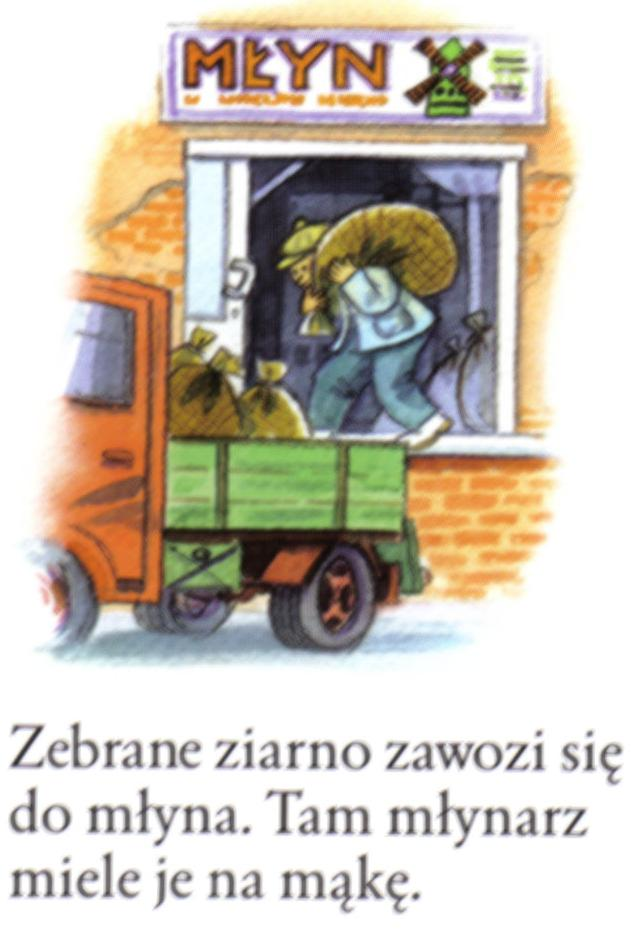 MŁYN
Zebrane ziarno zawozi się
do młyna. Tam młynarz
miele je na mąkę.